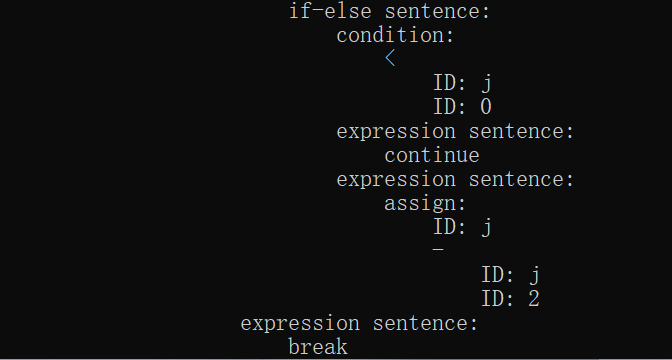 if-else sentence:
condition:
<
ID: j
ID: 0
expression sentence:
continue
expression sentence:
assign:
ID: j
-
ID: j
ID: 2
expression sentence:
break